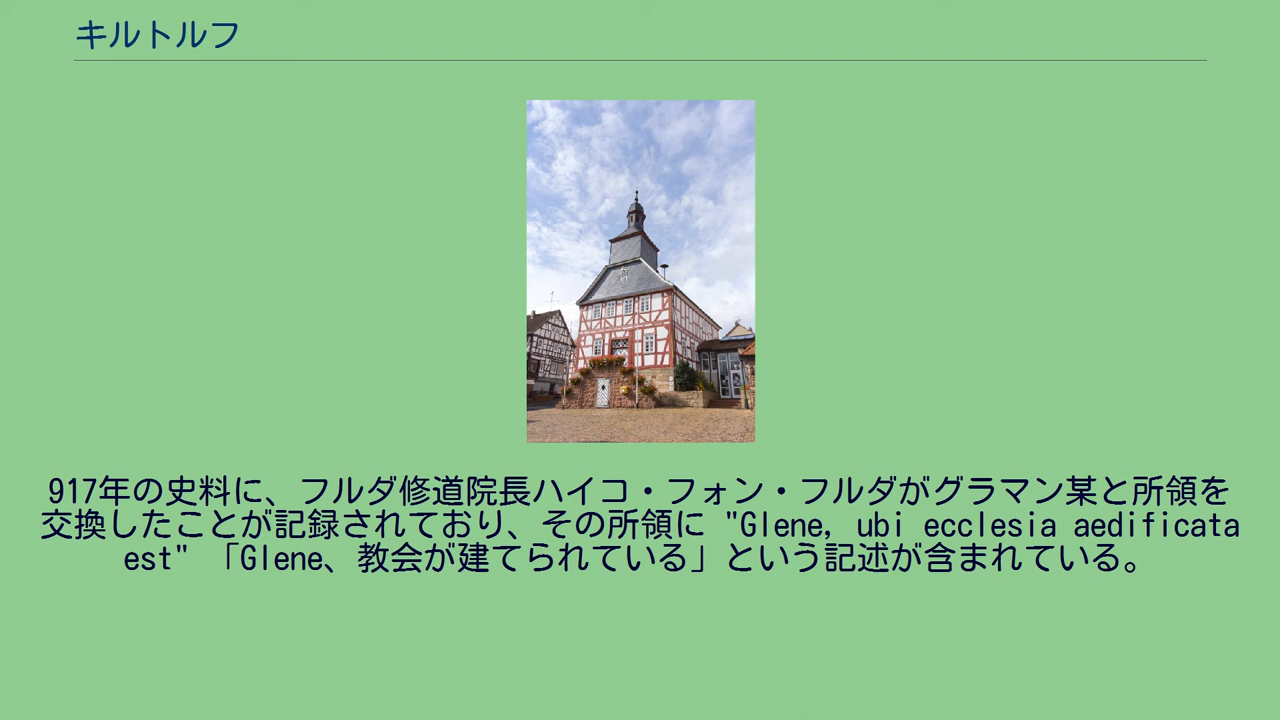 キルトルフ
917年の史料に、フルダ修道院長ハイコ・フォン・フルダがグラマン某と所領を
交換したことが記録されており、その所領に "Glene, ubi ecclesia aedificata
est" 「Glene、教会が建てられている」という記述が含まれている。